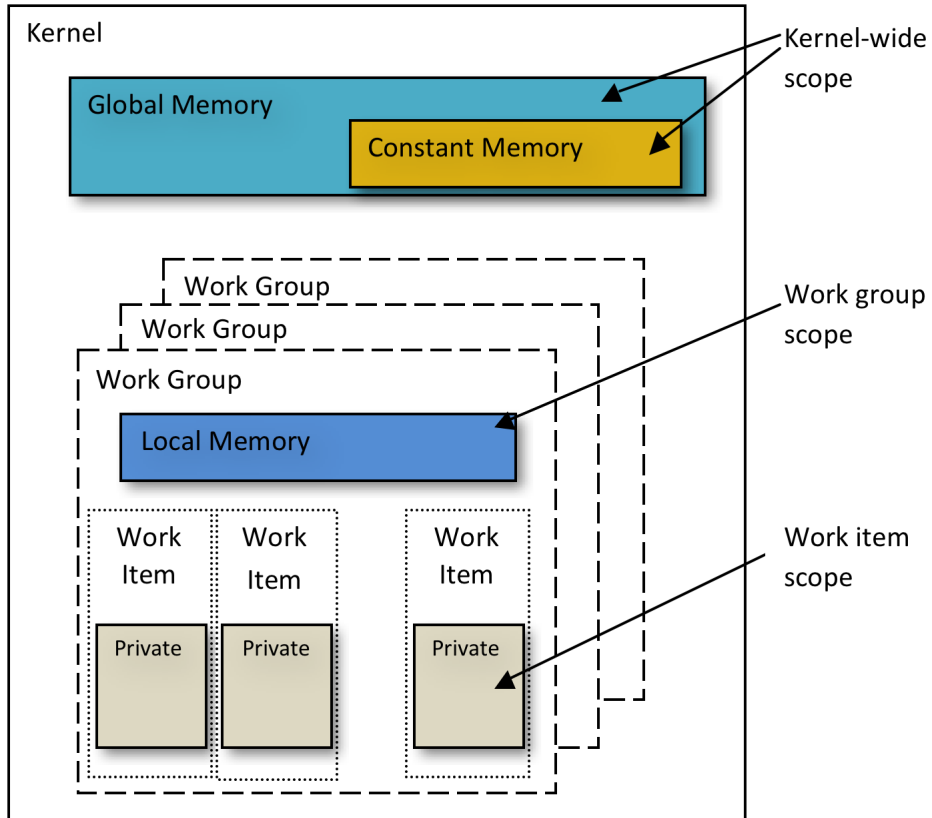 Kernel
Kernel-wide
scope
Global Memory
Constant Memory
Work Group
Work Group
Work Group
Work group
scope
Local Memory
Work
Item
Work
Item
Work
Item
Work item
scope
Private
Private
Private